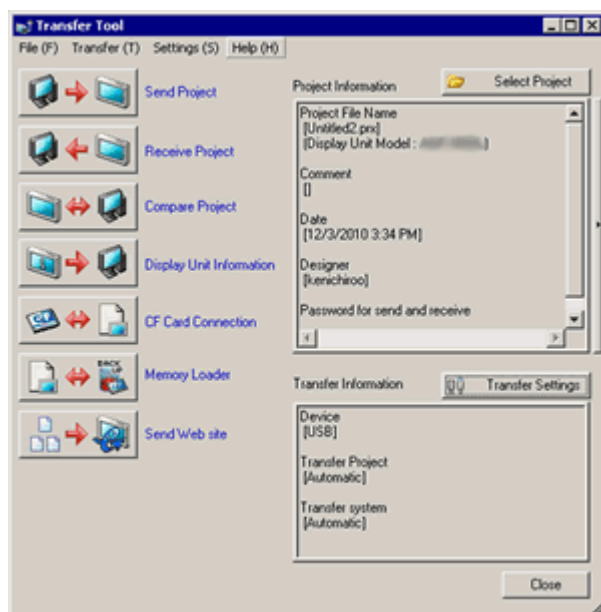 Transfer Tool
File (F) Transfer (T) Settings (S) Help (H)
Send Project
Receive Project
Compare Project
Display Unit Information
CF Card Connection
Memory Loader
Send Web site
Project Information
Select Project
Project File Name
[Untitled2.prx]
(Display Unit Model :
Comment
[]
Date
[12/3/2010 3:34 PM]
Designer
[kenichiroo]
Password for send and receive
Transfer Information
Transfer Settings
Device
[USB]
Transfer Project
[Automatic]
Transfer system
[Automatic]
Close